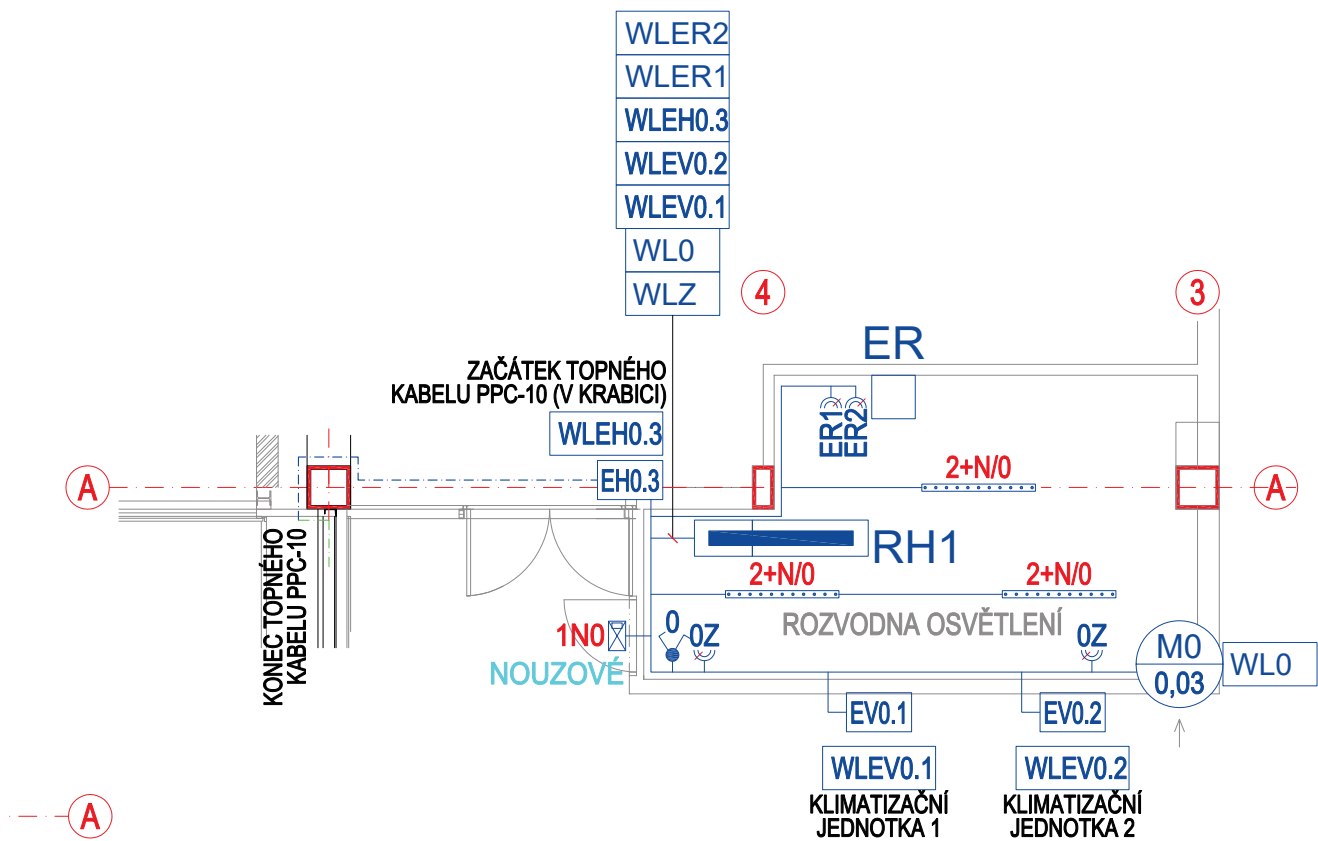 WLER2
WLER1
WLEH0.3
WLEV0.2
WLEV0.1
WL0
WLZ
4
3
ER
ZAČÁTEK TOPNÉHO
KABELU PPC-10 (V KRABICI)
WLEH0.3
ER1
ER2
EH0.3
2+N/0
A
A
KONEC TOPNÉHO
KABELU PPC-10
RH1
2+N/0
2+N/0
ROZVODNA OSVĚTLENÍ
1N0
0
0Z
0Z
M0
0,03
WL0
NOUZOVÉ
EV0.1
EV0.2
WLEV0.1
WLEV0.2
KLIMATIZAČNÍ
JEDNOTKA 1
KLIMATIZAČNÍ
JEDNOTKA 2
A